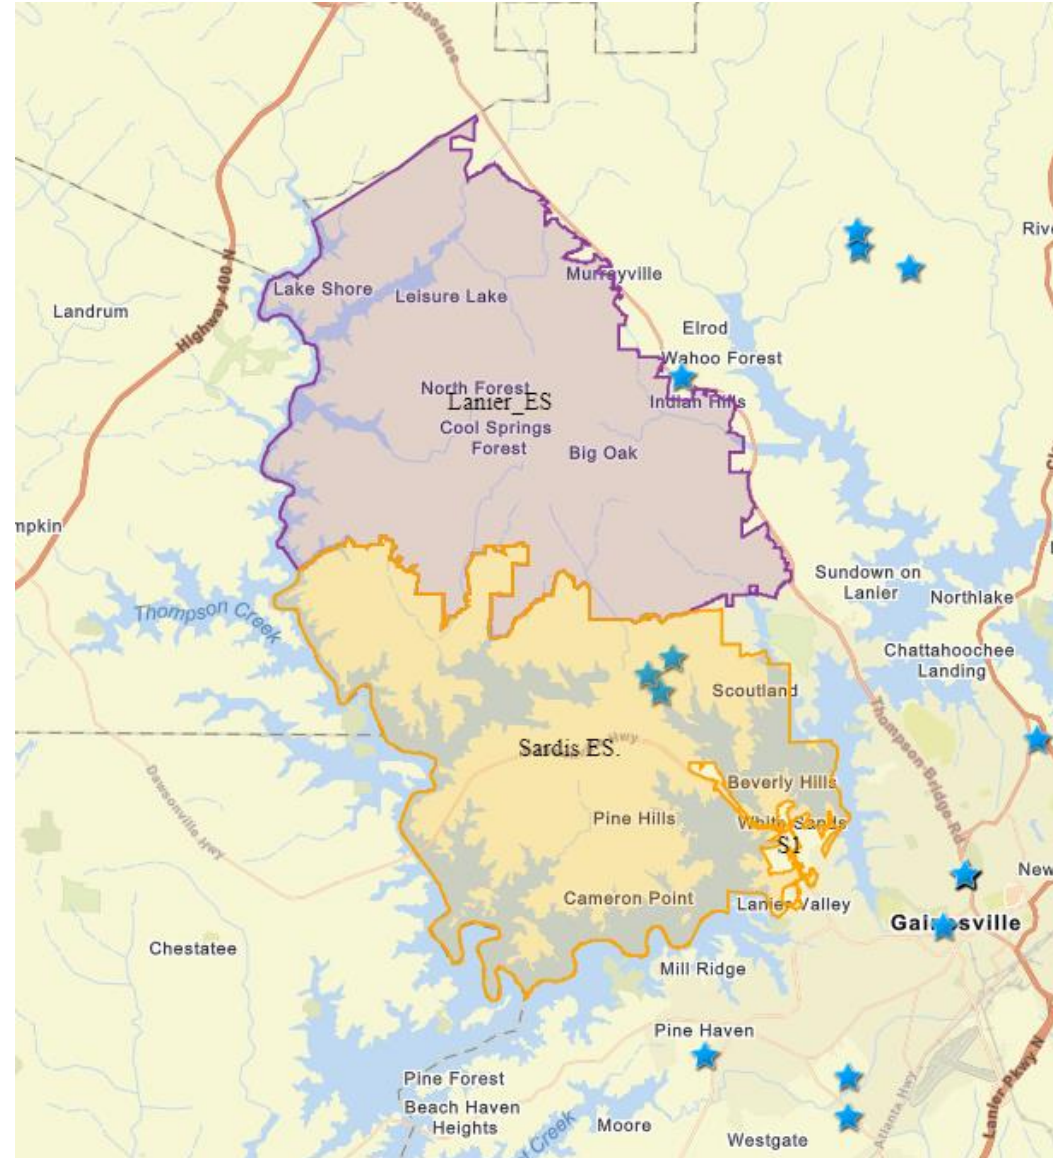 Chestatee
Rive
Murrayville
Lake Shore
Leisure Lake
Landrum
Highway 400 N
Elrod
Wahoo Forest
North Forest
Lanier_ES
Indian Hills
Cool Springs
Forest
Big Oak
mpkin
Sundown on
Lanier
Northlake
Thompson Creek
Chattahoochee
Landing
Scoutland
Thompson Bridge Rd
Sardis ES.
Hwy
Dawsonville Hwy
Beverly Hills
Pine Hills
White Sands
S1
New
Cameron Point
Lanier Valley
Gainesville
Chestatee
Mill Ridge
Pine Haven
Pine Forest
Beach Haven
Heights
Creek
Moore
Westgate
Atlanta Hwy
Lanier Pkwy N